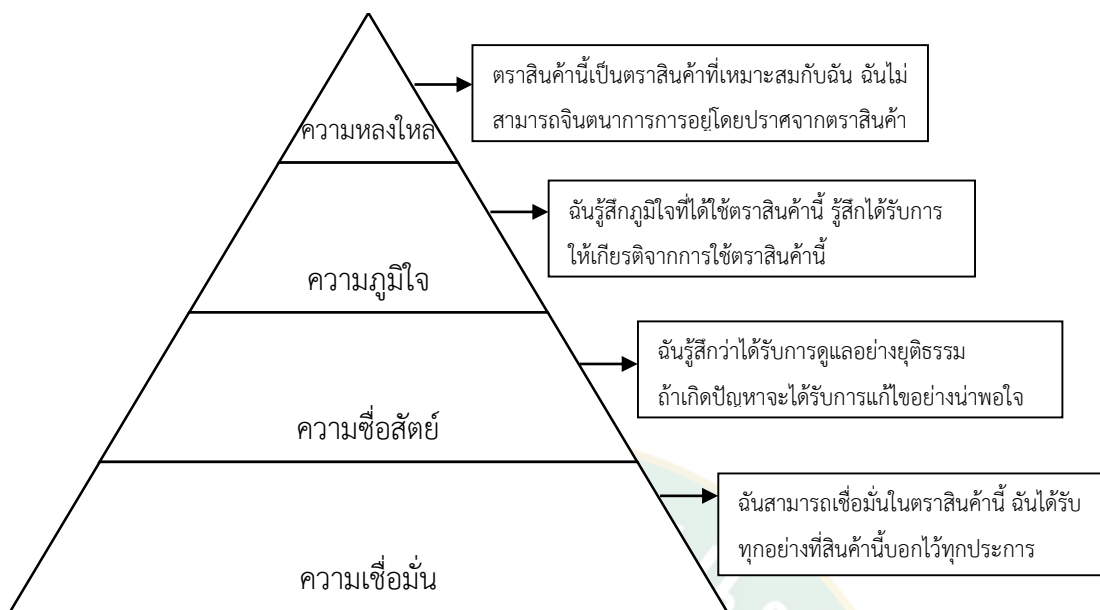 ตราสินค้านี้เป็นตราสินค้าที่เหมาะสมกับฉัน ฉันไม่
สามารถจินตนาการการอยู่โดยปราศจากตราสินค้า
ความหลงใหล
ฉันรู้สึกภูมิใจที่ได้ใช้ตราสินค้านี้ รู้สึกได้รับการ
ให้เกียรติจากการใช้ตราสินค้านี้
ความภูมิใจ
ฉันรู้สึกว่าได้รับการดูแลอย่างยุติธรรม
ถ้าเกิดปัญหาจะได้รับการแก้ไขอย่างน่าพอใจ
ความซื่อสัตย์
ฉันสามารถเชื่อมั่นในตราสินค้านี้ ฉันได้รับ
ทุกอย่างที่สินค้านี้บอกไว้ทุกประการ
ความเชื่อมั่น